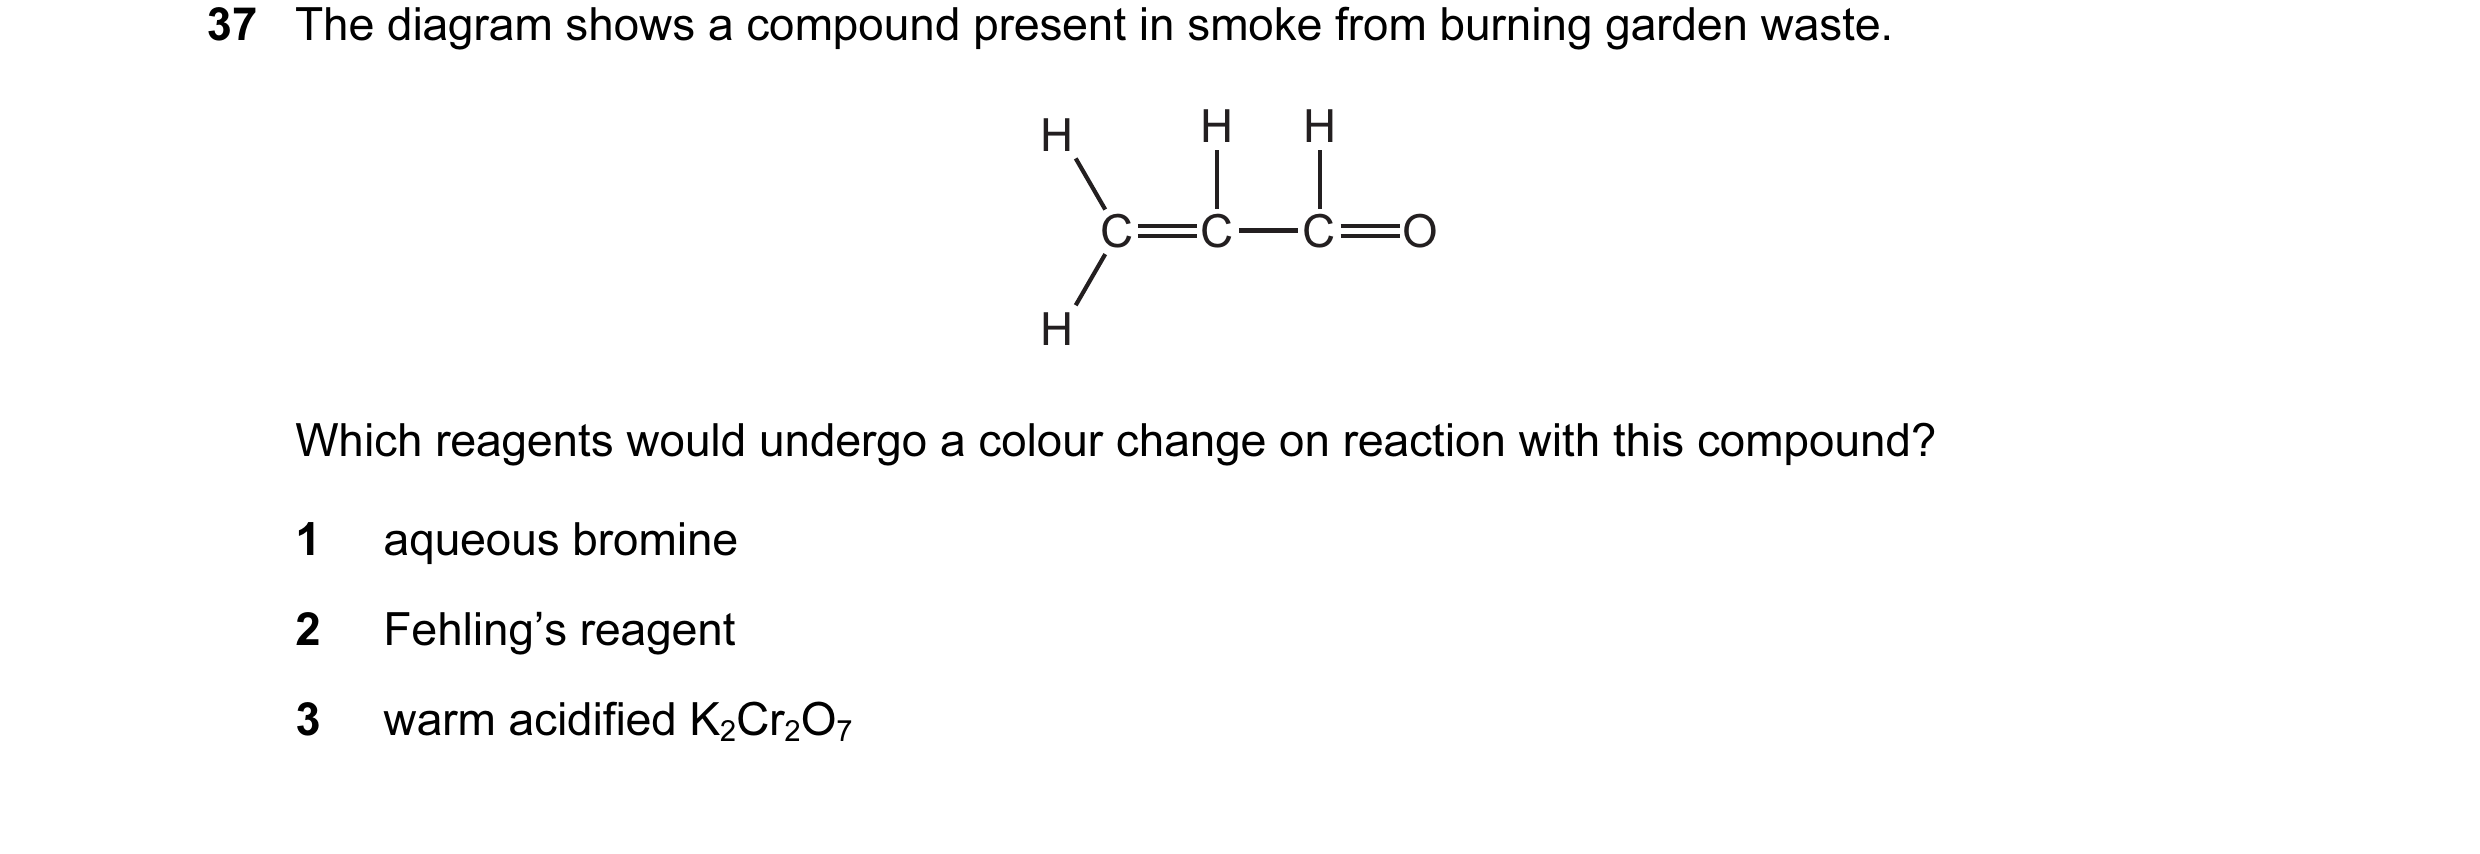 37 The diagram shows a compound present in smoke from burning garden waste.
H H H
C C C O
H
Which reagents would undergo a colour change on reaction with this compound?
1 aqueous bromine
2 Fehling’s reagent
3 warm acidified K₂Cr₂O₇